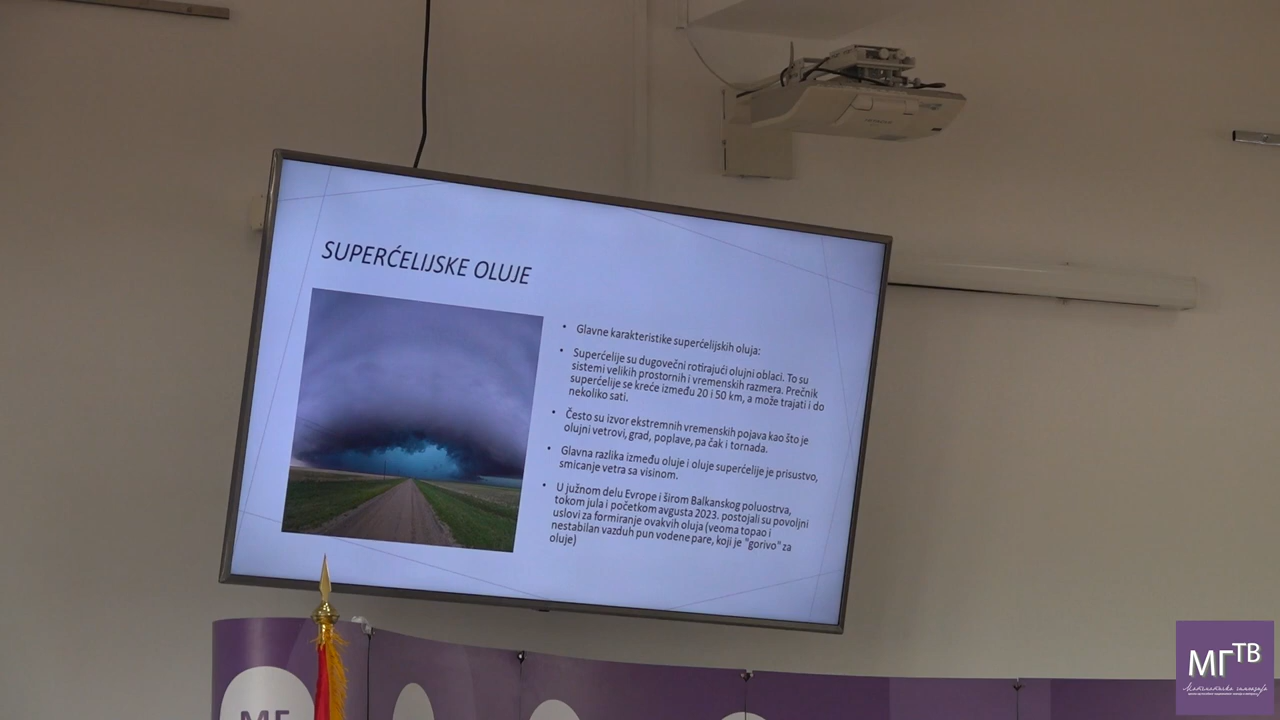 SUPERĆELIJSKE OLUJE
• Glavne karakteristike superćelijskih oluja:
• Superćelije su dugovečni rotirajući olujni oblaci. To su
sistemi velikih prostornih i vremenskih razmera. Prečnik
superćelije se kreće između 20 i 50 km, a može trajati i do
nekoliko sati.
• Često su izvor ekstremnih vremenskih pojava kao što je
olujni vetrovi, grad, poplave, pa čak i tornada.
• Glavna razlika između oluje i oluje superćelije je prisustvo,
smicanje vetra sa visinom.
• U južnom delu Evrope i širom Balkanskog poluostrva,
tokom jula i početkom avgusta 2023. postojali su povoljni
uslovi za formiranje ovakvih oluja (veoma topao i
nestabilan vazduh pun vodene pare, koji je "gorivo" za
oluje)
МГ
МГТВ
Математичка гимназија